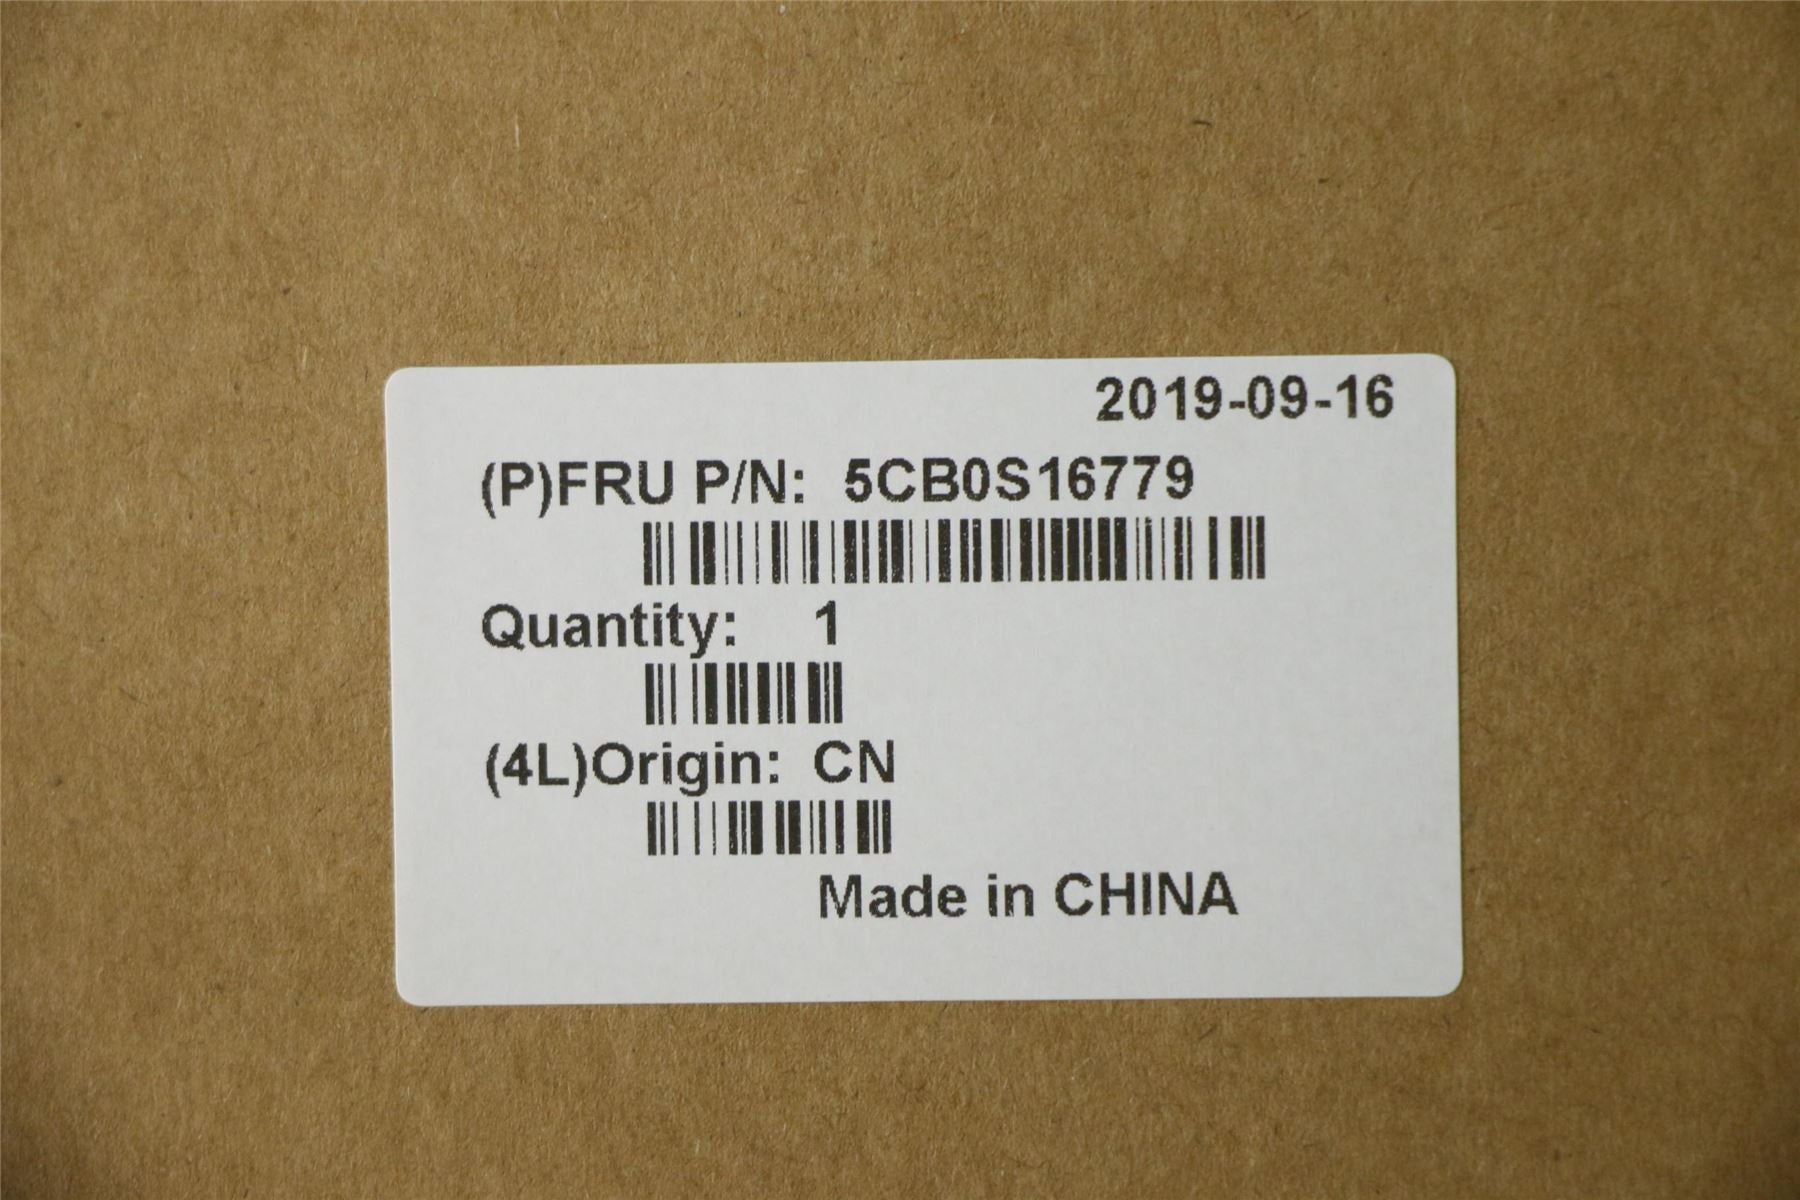 2019-09-16
(P)FRU P/N: 5CB0S16779
Quantity: 1
(4L)Origin: CN
Made in CHINA